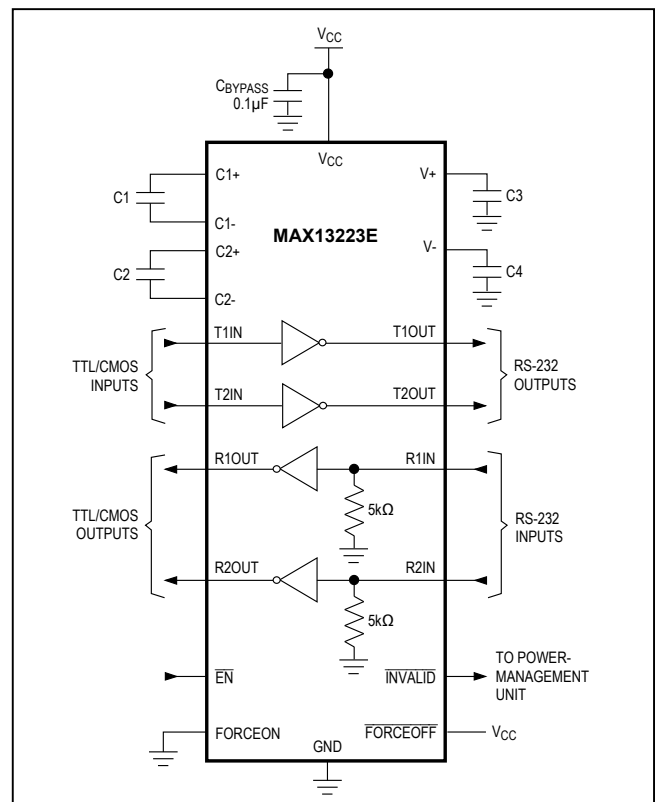 VCC
CBYPASS
0.1µF
VCC
C1+
V+
C1
C3
C1-
MAX13223E
C2+
V-
C2
C4
C2-
T1IN
T1OUT
TTL/CMOS
INPUTS
RS-232
OUTPUTS
T2IN
T2OUT
R1OUT
R1IN
5kΩ
TTL/CMOS
OUTPUTS
RS-232
INPUTS
R2OUT
R2IN
5kΩ
EN
INVALID
TO POWER-
MANAGEMENT
UNIT
FORCEON
GND
FORCEOFF
VCC